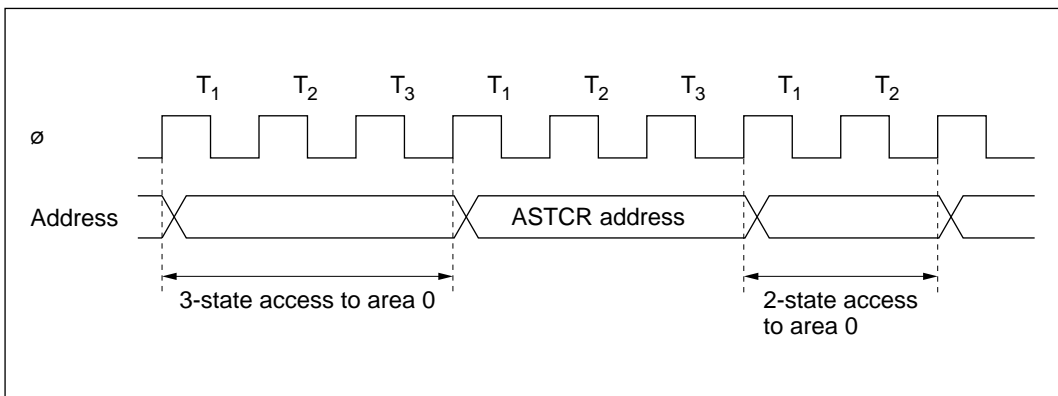 T1 T2 T3 T1 T2 T3 T1 T2
ø
Address
ASTCR address
3-state access to area 0
2-state access
to area 0